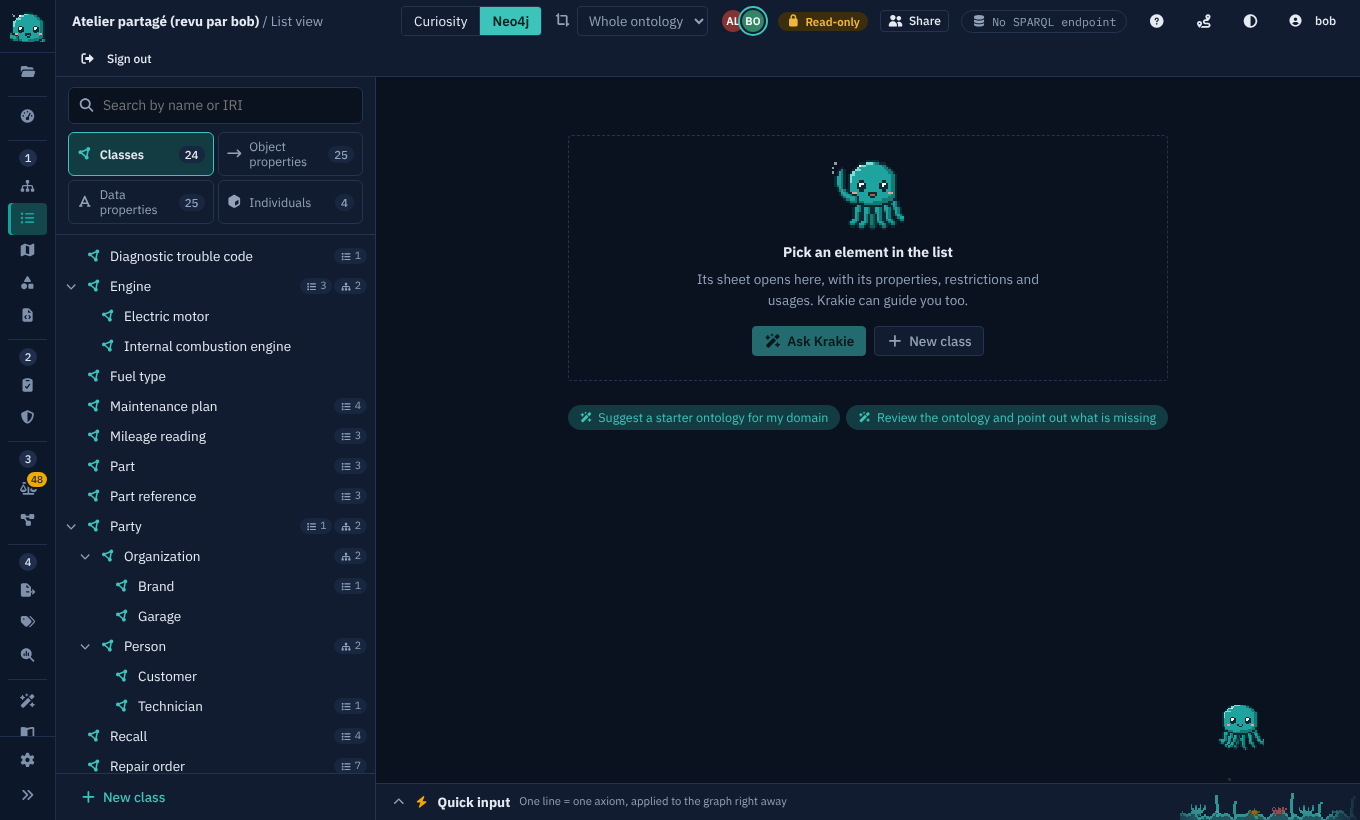 Atelier partagé (revu par bob) / List view
Curiosity
Neo4j
Whole ontology
AL
BO
Read-only
Share
No SPARQL endpoint
bob
Sign out
Search by name or IRI
Classes 24
Object properties 25
Data properties 25
Individuals 4
1
2
3
48
4
Diagnostic trouble code 1
Engine 3 2
Electric motor
Internal combustion engine
Fuel type
Maintenance plan 4
Mileage reading 3
Part 3
Part reference 3
Party 1 2
Organization 2
Brand 1
Garage
Person 2
Customer
Technician 1
Recall 4
Repair order 7
New class
Pick an element in the list
Its sheet opens here, with its properties, restrictions and
usages. Krakie can guide you too.
Ask Krakie
New class
Suggest a starter ontology for my domain
Review the ontology and point out what is missing
Quick input One line = one axiom, applied to the graph right away